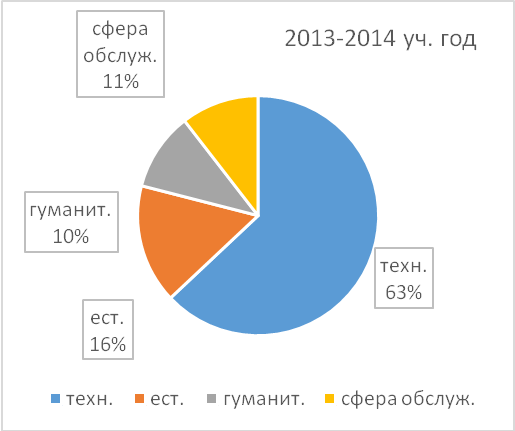 2013-2014 уч. год
сфера
обслуж.
11%
гуманит.
10%
техн.
63%
ест.
16%
техн. ест. гуманит. сфера обслуж.